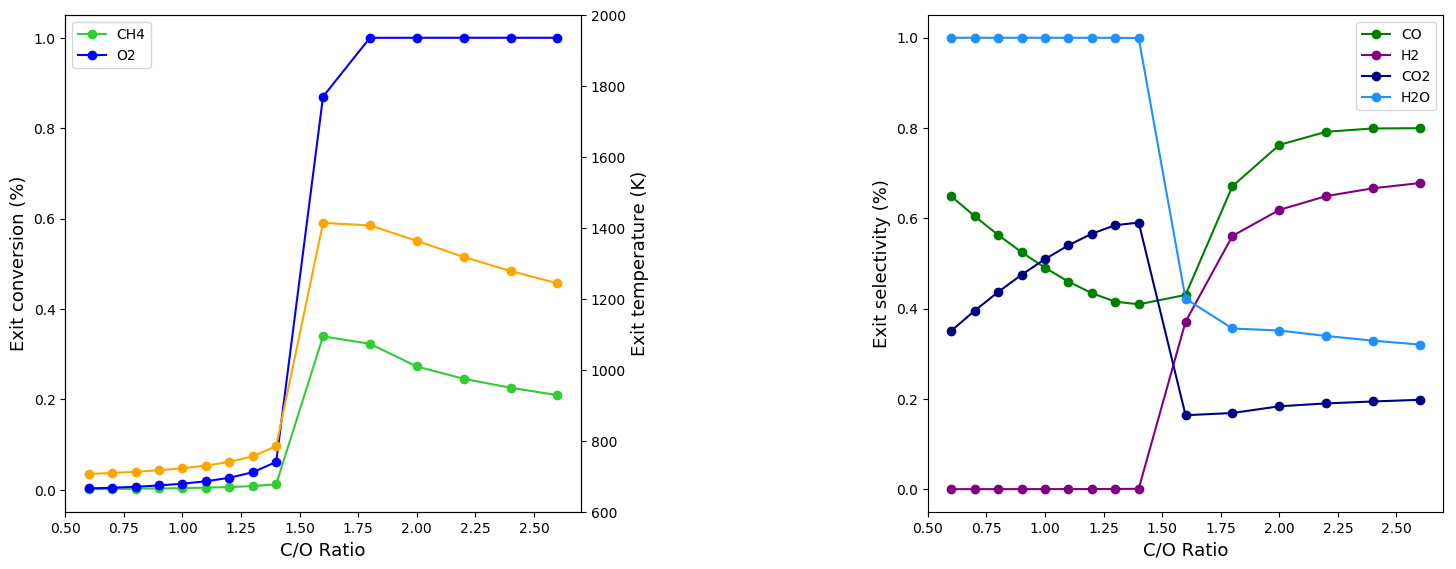 CH4
O2
1.0
0.8
0.6
0.4
0.2
0.0
Exit conversion (%)
0.50 0.75 1.00 1.25 1.50 1.75 2.00 2.25 2.50
C/O Ratio
2000
1800
1600
1400
1200
1000
800
600
Exit temperature (K)
CO
H2
CO2
H2O
1.0
0.8
0.6
0.4
0.2
0.0
Exit selectivity (%)
0.50 0.75 1.00 1.25 1.50 1.75 2.00 2.25 2.50
C/O Ratio